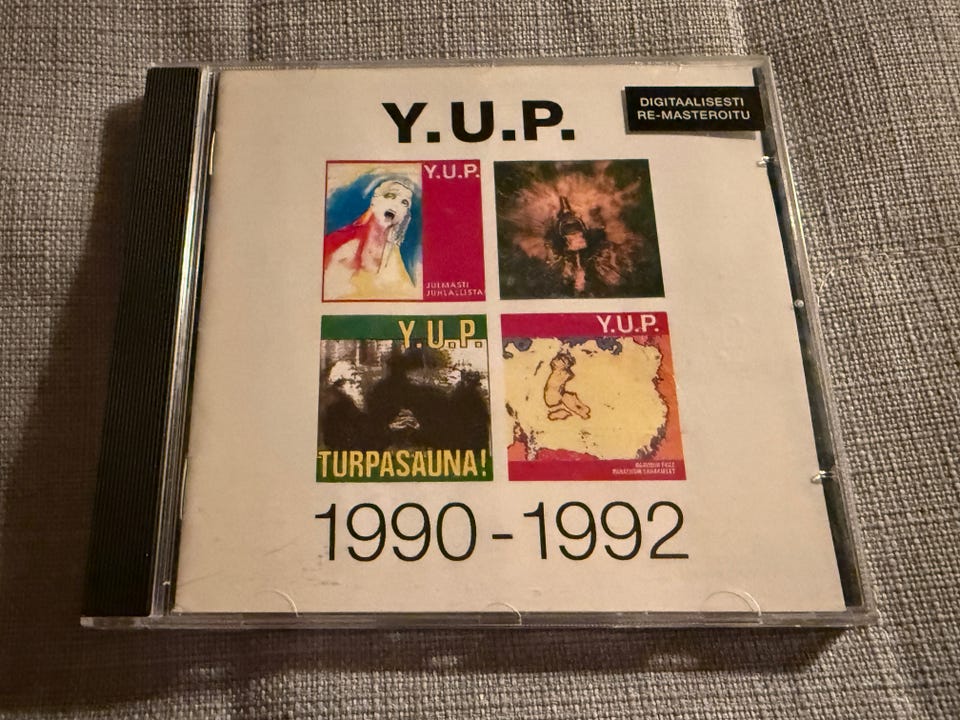 Y.U.P.
DIGITAALISESTI
RE-MASTEROITU
Y.U.P.
JULMASTI
JUHLALLISTA
Y.U.P.
TURPASAUNA!
Y.U.P.
1990-1992